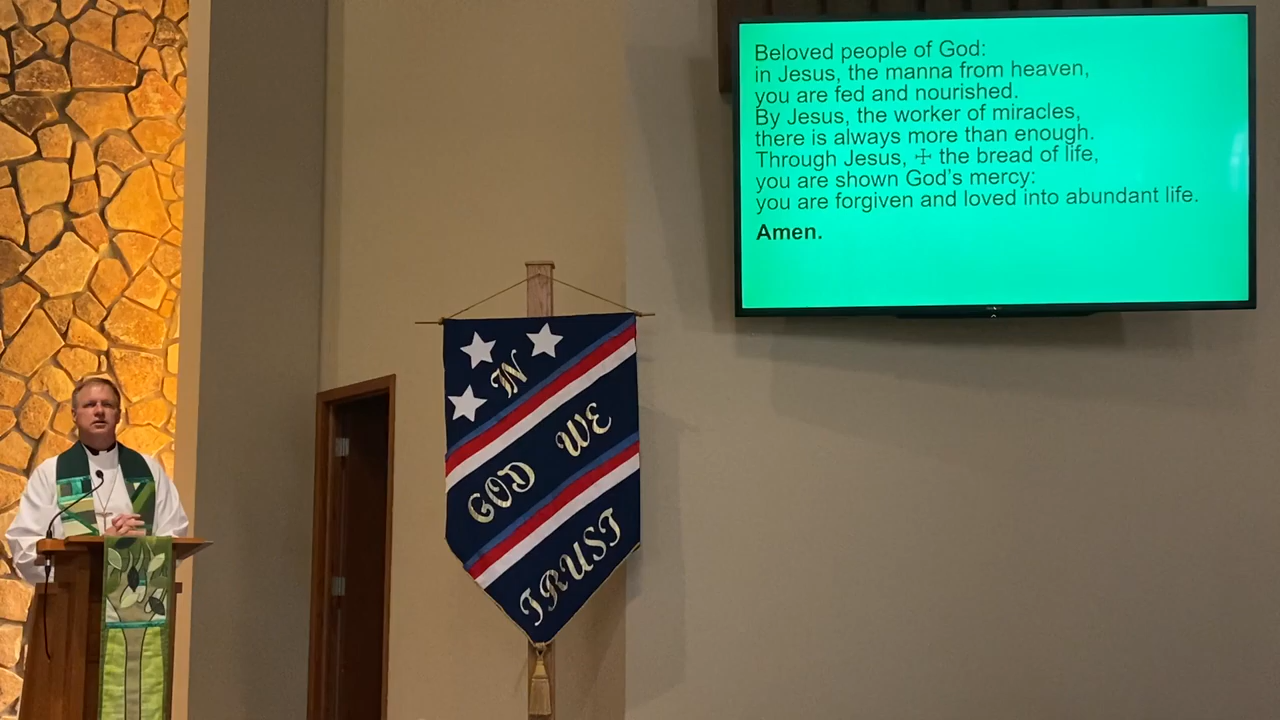 Beloved people of God:
in Jesus, the manna from heaven,
you are fed and nourished.
By Jesus, the worker of miracles,
there is always more than enough.
Through Jesus, ☩ the bread of life,
you are shown God's mercy:
you are forgiven and loved into abundant life.
Amen.
IN
GOD WE
TRUST